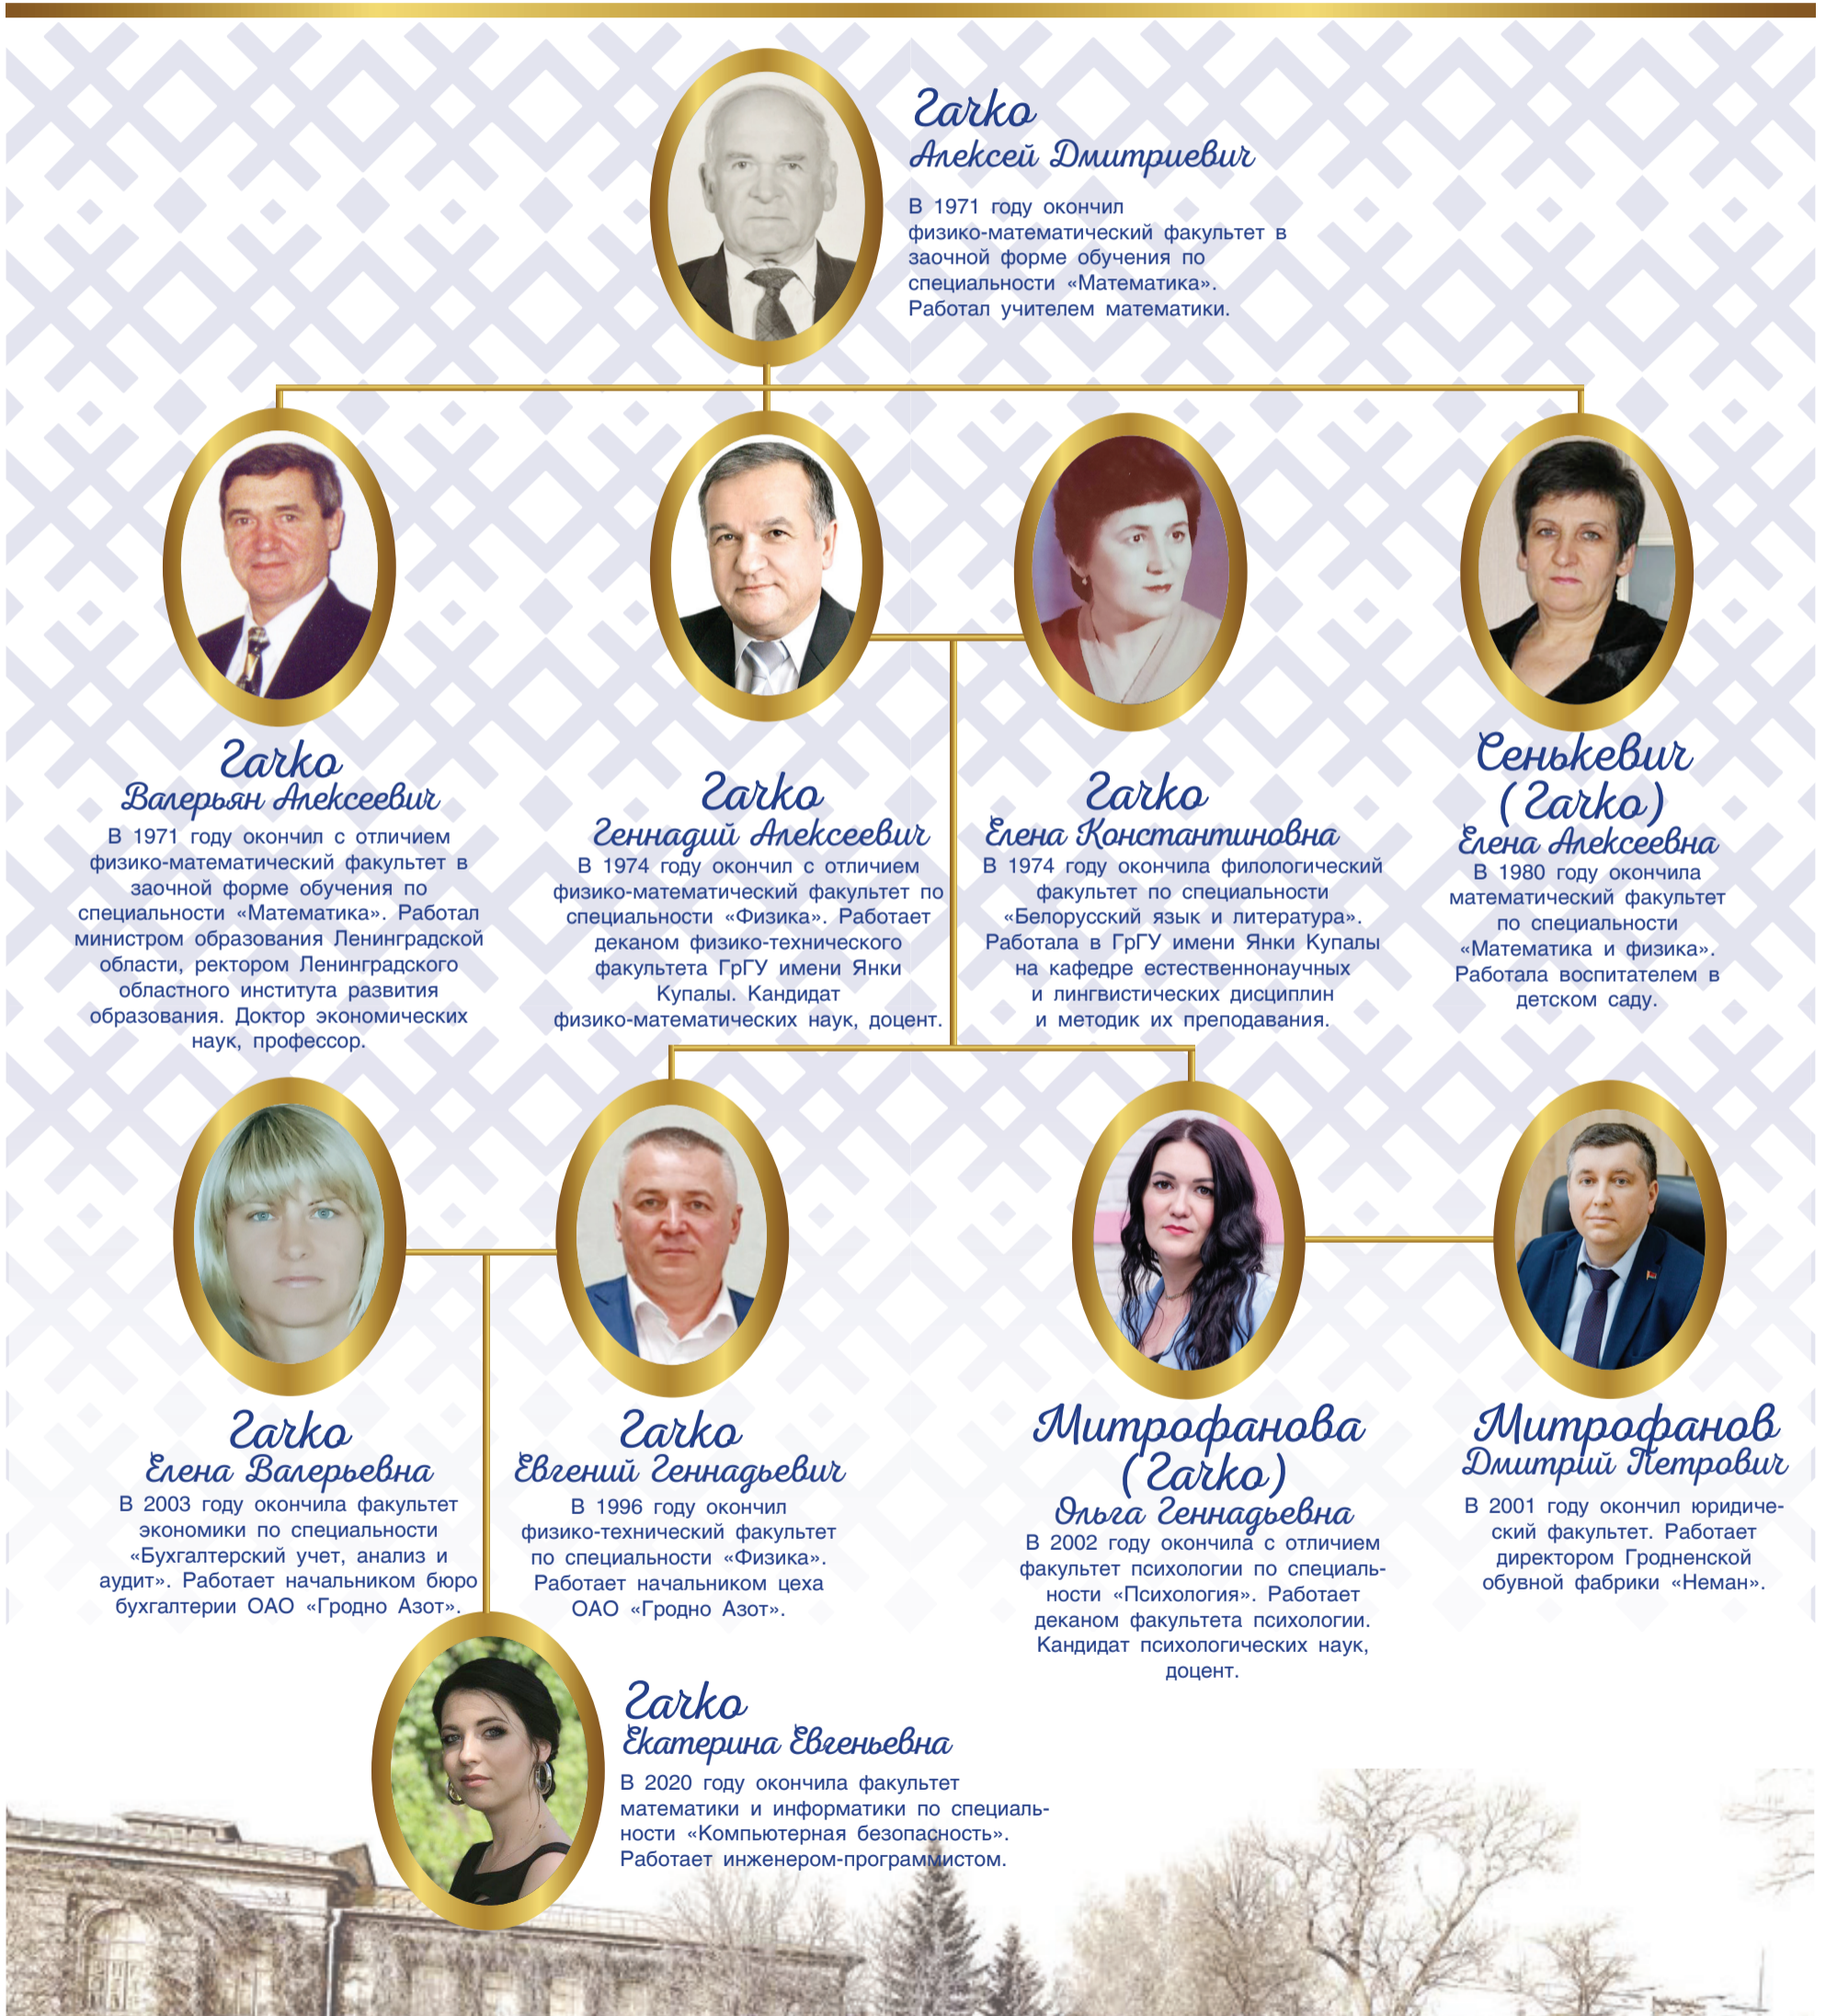 Гачко
Алексей Дмитриевич
В 1971 году окончил
физико-математический факультет в
заочной форме обучения по
специальности «Математика».
Работал учителем математики.
Гачко
Валерьян Алексеевич
В 1971 году окончил с отличием
физико-математический факультет в
заочной форме обучения по
специальности «Математика». Работал
министром образования Ленинградской
области, ректором Ленинградского
областного института развития
образования. Доктор экономических
наук, профессор.
Гачко
Геннадий Алексеевич
В 1974 году окончил с отличием
физико-математический факультет по
специальности «Физика». Работает
деканом физико-технического
факультета ГрГУ имени Янки
Купалы. Кандидат
физико-математических наук, доцент.
Гачко
Елена Константиновна
В 1974 году окончила филологический
факультет по специальности
«Белорусский язык и литература».
Работала в ГрГУ имени Янки Купалы
на кафедре естественнонаучных
и лингвистических дисциплин
и методик их преподавания.
Сенькевич
(Гачко)
Елена Алексеевна
В 1980 году окончила
математический факультет
по специальности
«Математика и физика».
Работала воспитателем в
детском саду.
Гачко
Елена Валерьевна
В 2003 году окончила факультет
экономики по специальности
«Бухгалтерский учет, анализ и
аудит». Работает начальником бюро
бухгалтерии ОАО «Гродно Азот».
Гачко
Евгений Геннадьевич
В 1996 году окончил
физико-технический факультет
по специальности «Физика».
Работает начальником цеха
ОАО «Гродно Азот».
Митрофанова
(Гачко)
Ольга Геннадьевна
В 2002 году окончила с отличием
факультет психологии по специаль-
ности «Психология». Работает
деканом факультета психологии.
Кандидат психологических наук,
доцент.
Митрофанов
Дмитрий Петрович
В 2001 году окончил юридиче-
ский факультет. Работает
директором Гродненской
обувной фабрики «Неман».
Гачко
Екатерина Евгеньевна
В 2020 году окончила факультет
математики и информатики по специаль-
ности «Компьютерная безопасность».
Работает инженером-программистом.